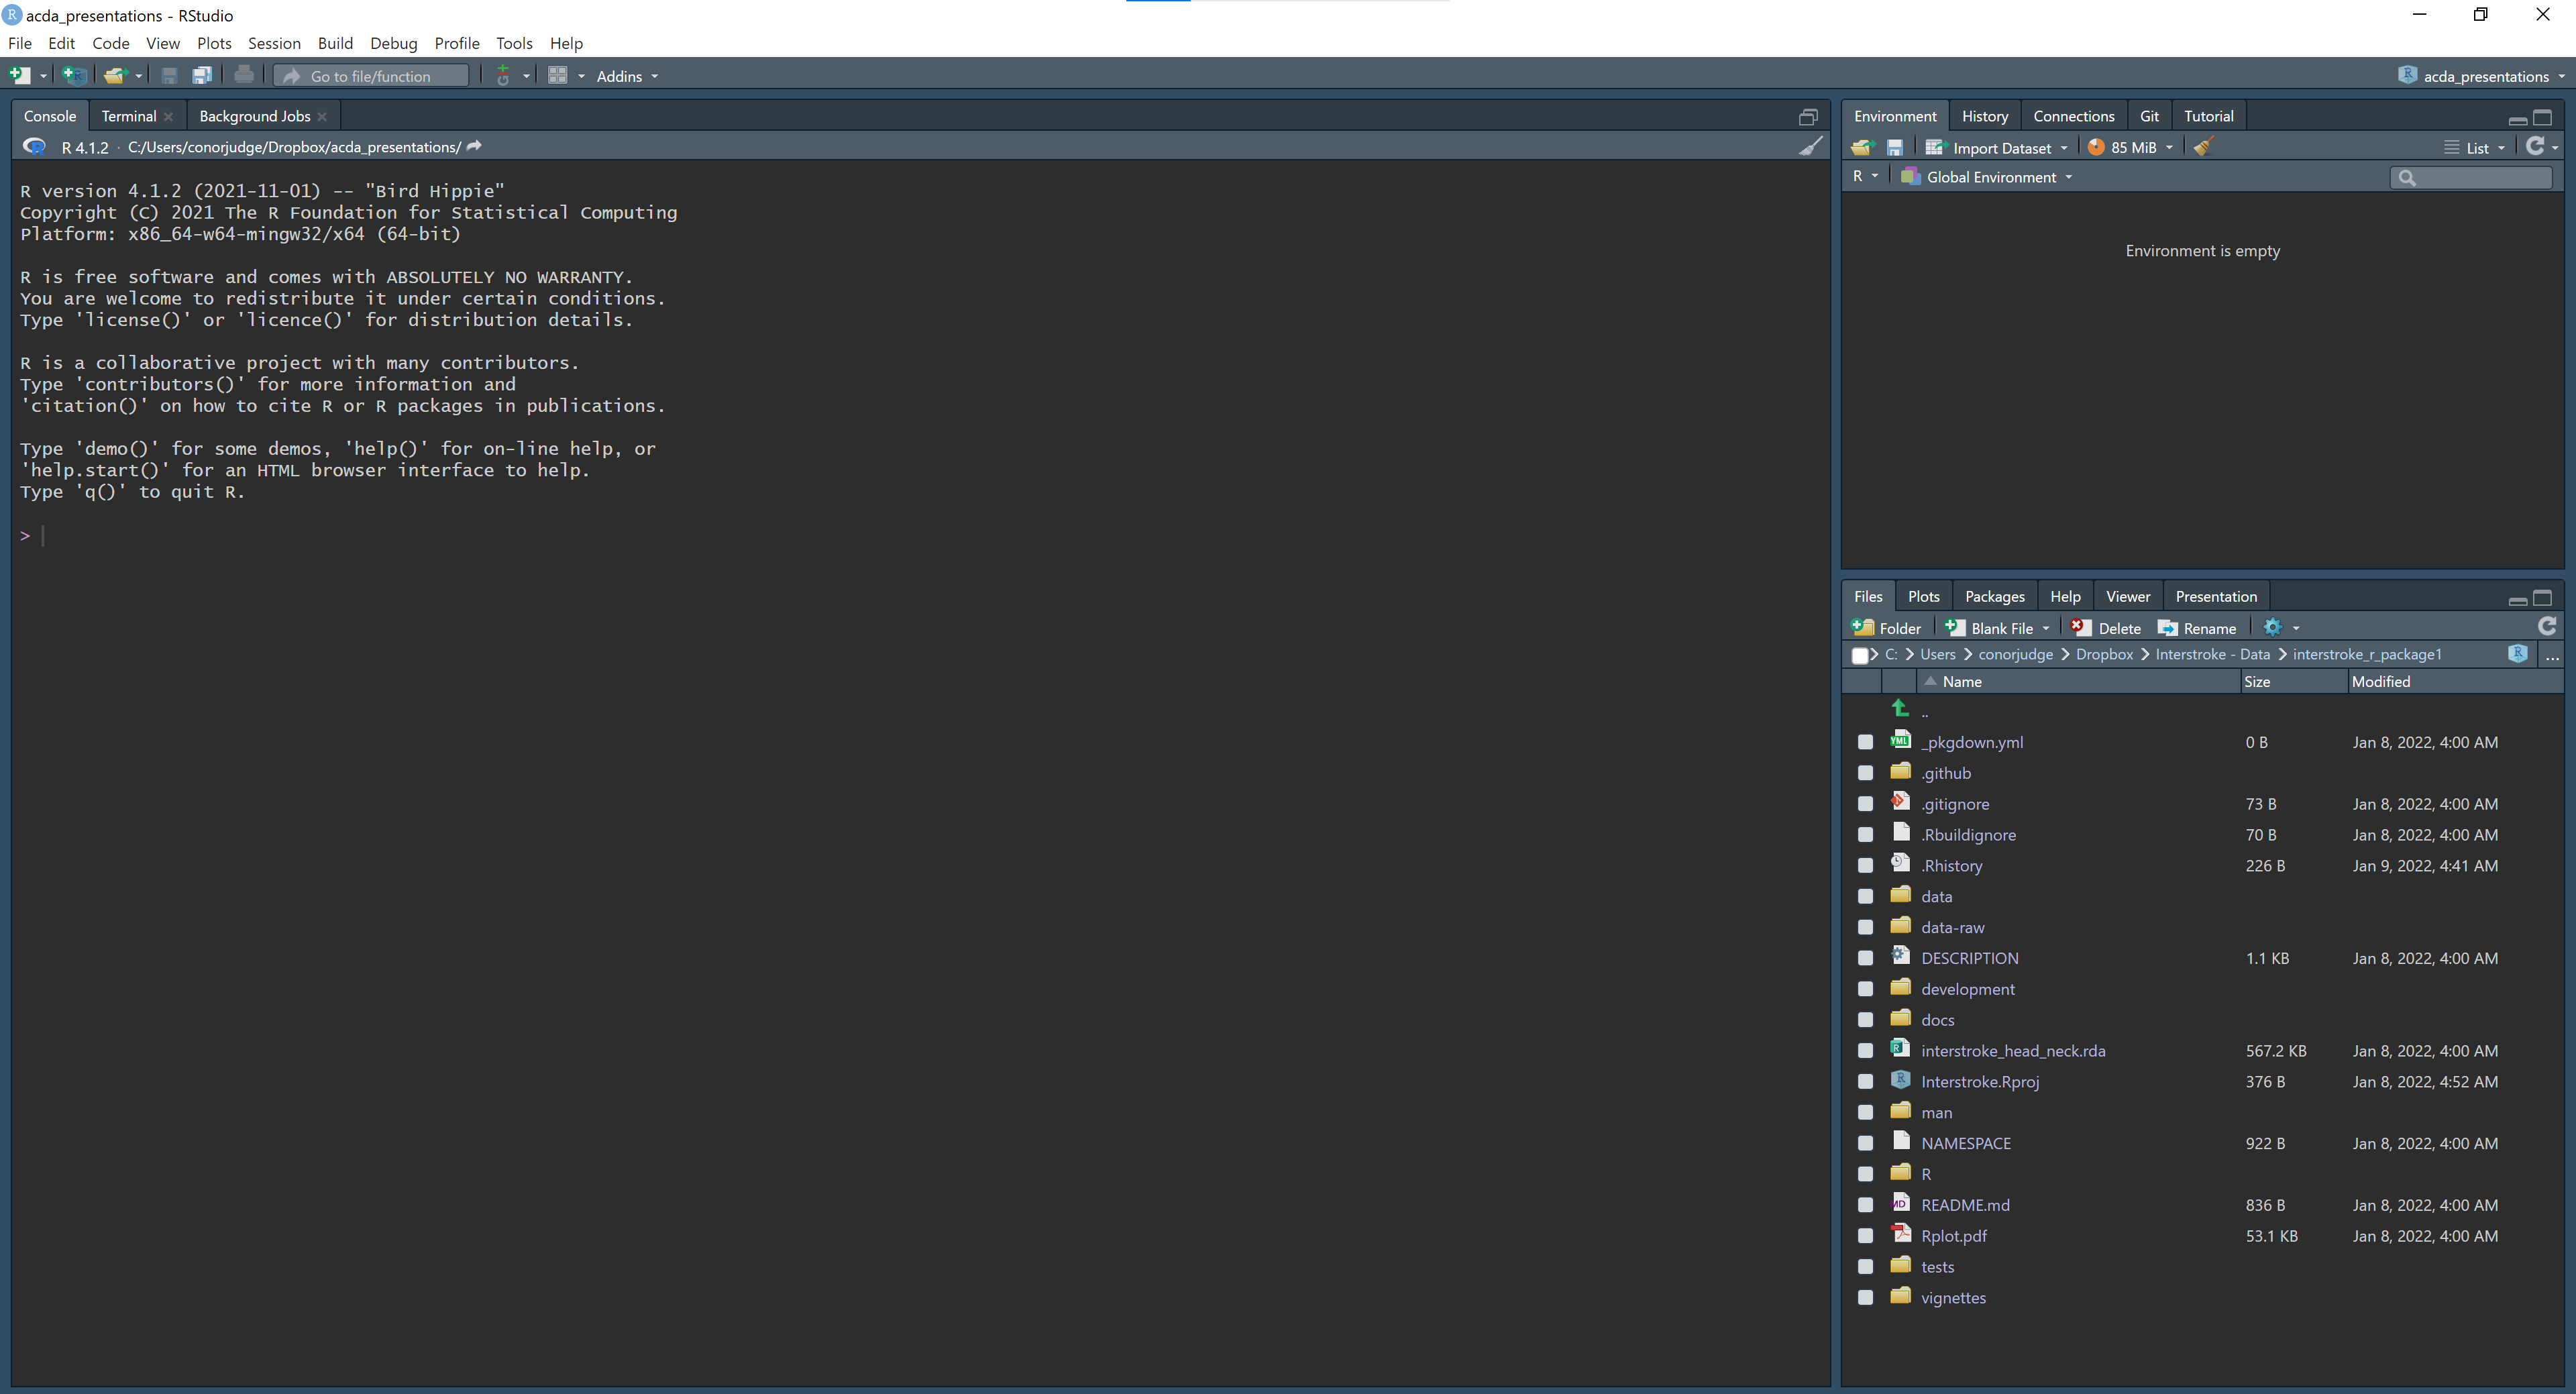 acda_presentations - RStudio
File Edit Code View Plots Session Build Debug Profile Tools Help
Go to file/function Addins acda_presentations
Console Terminal Background Jobs
R 4.1.2 · C:/Users/conorjudge/Dropbox/acda_presentations/
R version 4.1.2 (2021-11-01) -- "Bird Hippie"
Copyright (C) 2021 The R Foundation for Statistical Computing
Platform: x86_64-w64-mingw32/x64 (64-bit)
R is free software and comes with ABSOLUTELY NO WARRANTY.
You are welcome to redistribute it under certain conditions.
Type 'license()' or 'licence()' for distribution details.
R is a collaborative project with many contributors.
Type 'contributors()' for more information and
'citation()' on how to cite R or R packages in publications.
Type 'demo()' for some demos, 'help()' for on-line help, or
'help.start()' for an HTML browser interface to help.
Type 'q()' to quit R.
>
Environment History Connections Git Tutorial
Import Dataset 85 MiB List
R Global Environment
Environment is empty
Files Plots Packages Help Viewer Presentation
Folder Blank File Delete Rename
C: > Users > conorjudge > Dropbox > Interstroke - Data > interstroke_r_package1 ...
Name Size Modified
..
_pkgdown.yml 0 B Jan 8, 2022, 4:00 AM
.github
.gitignore 73 B Jan 8, 2022, 4:00 AM
.Rbuildignore 70 B Jan 8, 2022, 4:00 AM
.Rhistory 226 B Jan 9, 2022, 4:41 AM
data
data-raw
DESCRIPTION 1.1 KB Jan 8, 2022, 4:00 AM
development
docs
interstroke_head_neck.rda 567.2 KB Jan 8, 2022, 4:00 AM
Interstroke.Rproj 376 B Jan 8, 2022, 4:52 AM
man
NAMESPACE 922 B Jan 8, 2022, 4:00 AM
R
README.md 836 B Jan 8, 2022, 4:00 AM
Rplot.pdf 53.1 KB Jan 8, 2022, 4:00 AM
tests
vignettes